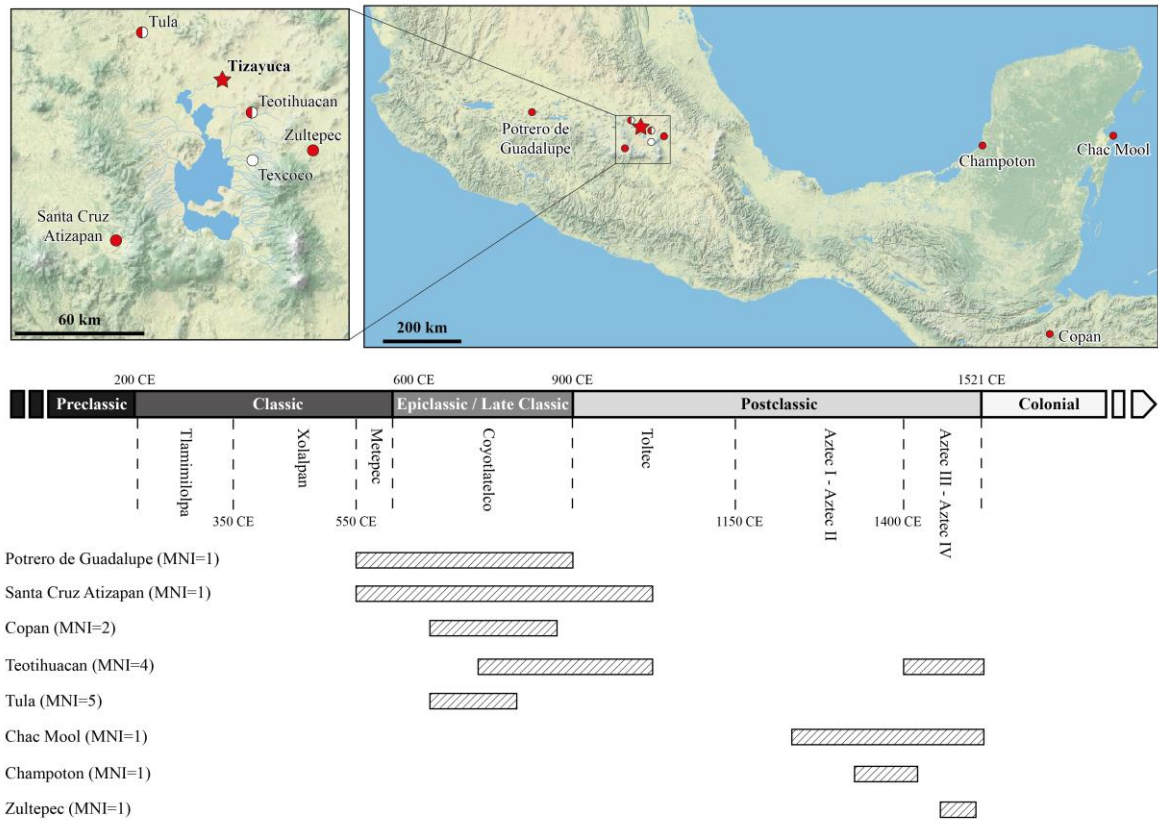 Tula
Tizayuca
Teotihuacan
Zultepec
Texcoco
Santa Cruz
Atizapan
60 km
Potrero de
Guadalupe
Champoton
Chac Mool
Copan
200 km
200 CE
600 CE
900 CE
1521 CE
Preclassic
Classic
Epiclassic / Late Classic
Postclassic
Colonial
Tlamimilolpa
Xolalpan
Metepec
Coyotlatelco
Toltec
Aztec I - Aztec II
Aztec III - Aztec IV
350 CE
550 CE
1150 CE
1400 CE
Potrero de Guadalupe (MNI=1)
Santa Cruz Atizapan (MNI=1)
Copan (MNI=2)
Teotihuacan (MNI=4)
Tula (MNI=5)
Chac Mool (MNI=1)
Champoton (MNI=1)
Zultepec (MNI=1)